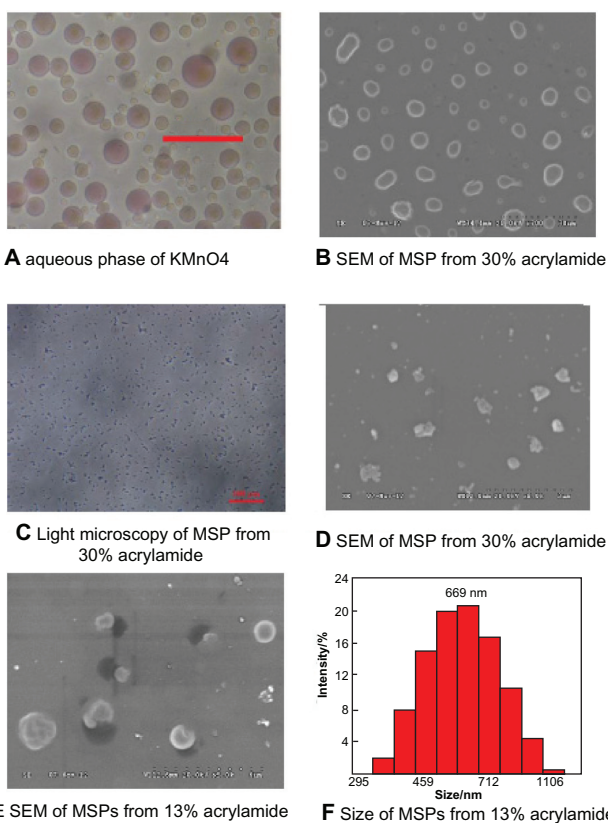 A aqueous phase of KMnO4
B SEM of MSP from 30% acrylamide
C Light microscopy of MSP from
30% acrylamide
D SEM of MSP from 30% acrylamide
E SEM of MSPs from 13% acrylamide
24
20
16
12
8
4
Intensity/%
669 nm
295 459 712 1106
Size/nm
F Size of MSPs from 13% acrylamide